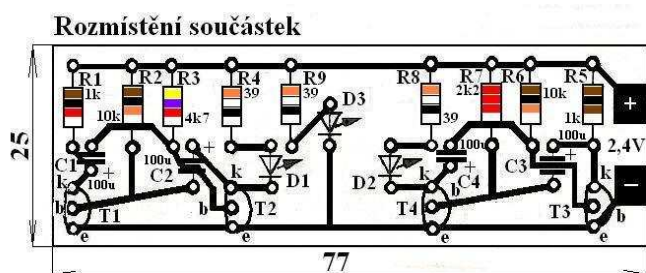 Rozmístění součástek
R1 R2 R3 R4 R9 R8 R7 R6 R5
1k 10k 4k7 39 39 39 2k2 10k 1k
D3
+
25
C1 100u 100u + C2 D1 D2 100u C4 C3 100u + 2,4V
+ + −
k k k k
b T1 b T2 T4 b T3 b
e e e e
77